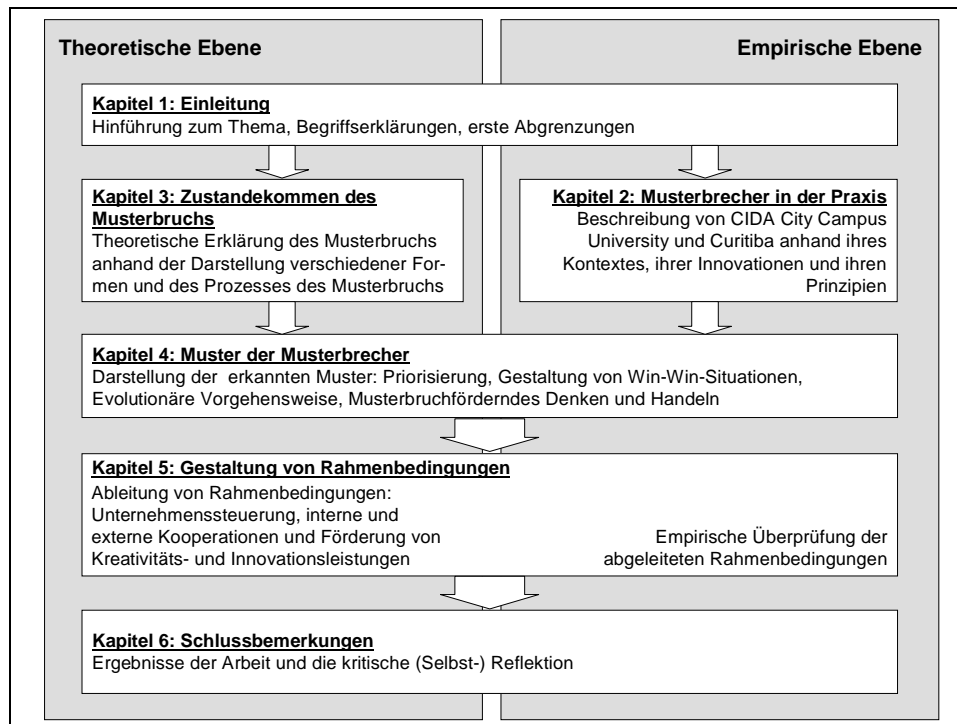 Theoretische Ebene
Empirische Ebene
Kapitel 1: Einleitung
Hinführung zum Thema, Begriffserklärungen, erste Abgrenzungen
Kapitel 3: Zustandekommen des
Musterbruchs
Theoretische Erklärung des Musterbruchs
anhand der Darstellung verschiedener For-
men und des Prozesses des Musterbruchs
Kapitel 2: Musterbrecher in der Praxis
Beschreibung von CIDA City Campus
University und Curitiba anhand ihres
Kontextes, ihrer Innovationen und ihren
Prinzipien
Kapitel 4: Muster der Musterbrecher
Darstellung der erkannten Muster: Priorisierung, Gestaltung von Win-Win-Situationen,
Evolutionäre Vorgehensweise, Musterbruchförderndes Denken und Handeln
Kapitel 5: Gestaltung von Rahmenbedingungen
Ableitung von Rahmenbedingungen:
Unternehmenssteuerung, interne und
externe Kooperationen und Förderung von
Kreativitäts- und Innovationsleistungen
Empirische Überprüfung der
abgeleiteten Rahmenbedingungen
Kapitel 6: Schlussbemerkungen
Ergebnisse der Arbeit und die kritische (Selbst-) Reflektion